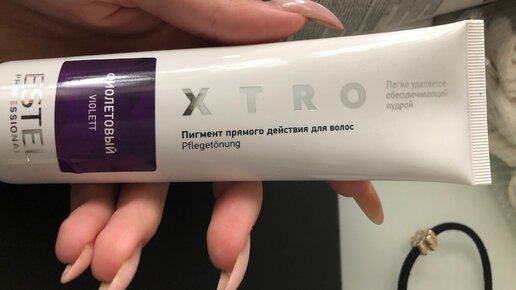 ESTEL
PROFESSIONAL
ФИОЛЕТОВЫЙ
VIOLETT
XTRO
Пигмент прямого действия для волос
Pflegetönung
Легко удаляется
обесцвечивающей
пудрой